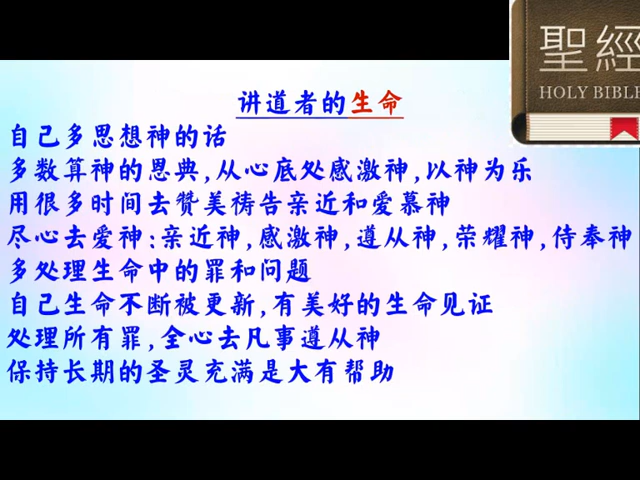 聖經
HOLY BIBLE
讲道者的生命
自己多思想神的话
多数算神的恩典,从心底处感激神,以神为乐
用很多时间去赞美祷告亲近和爱慕神
尽心去爱神:亲近神,感激神,遵从神,荣耀神,侍奉神
多处理生命中的罪和问题
自己生命不断被更新,有美好的生命见证
处理所有罪,全心去凡事遵从神
保持长期的圣灵充满是大有帮助